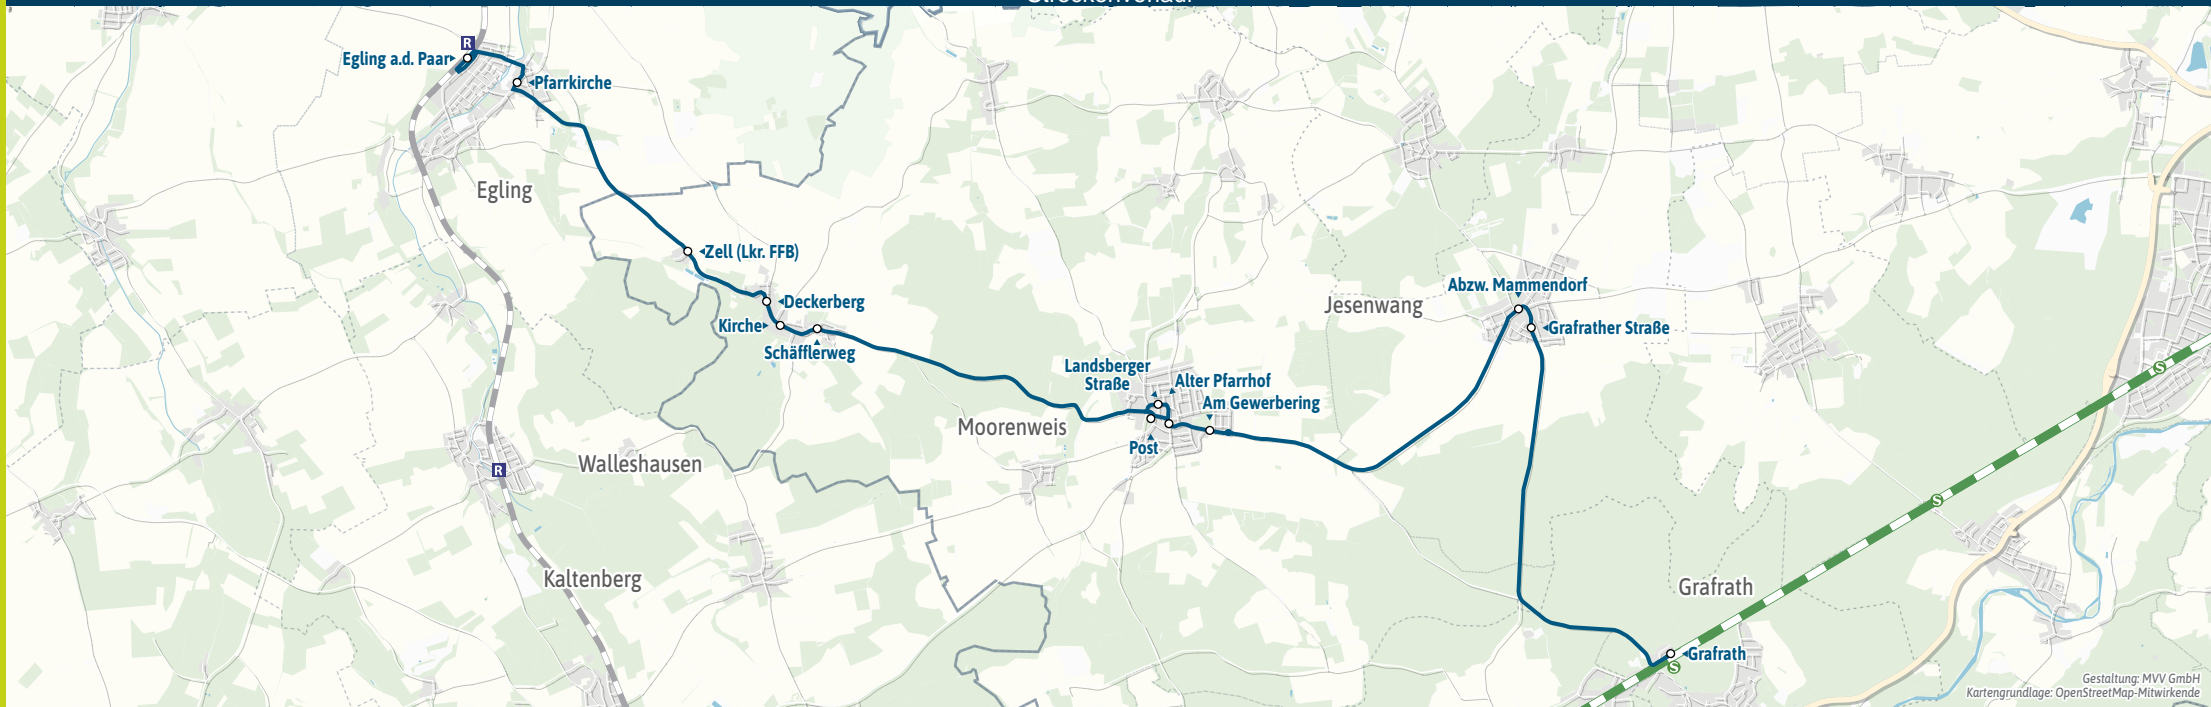 Streckenverlauf
R
Egling a.d. Paar
Pfarrkirche
Egling
Zell (Lkr. FFB)
Deckerberg
Kirche
Schäfflerweg
Abzw. Mammendorf
Jesenwang
Grafrather Straße
Landsberger
Straße
Alter Pfarrhof
Am Gewerbering
S
Moorenweis
Post
Walleshausen
R
S
Kaltenberg
Grafrath
Grafrath
S
Gestaltung: MVV GmbH
Kartengrundlage: OpenStreetMap-Mitwirkende